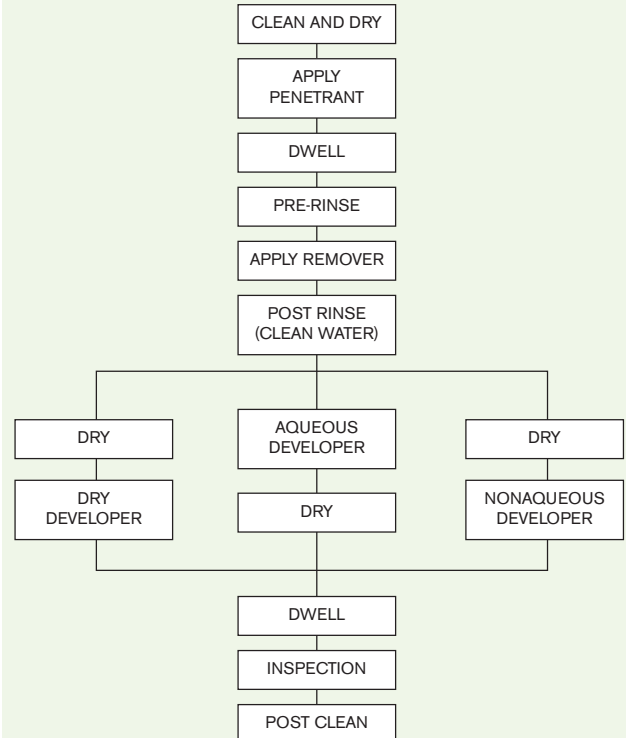 CLEAN AND DRY
APPLY
PENETRANT
DWELL
PRE-RINSE
APPLY REMOVER
POST RINSE
(CLEAN WATER)
DRY
DRY
DEVELOPER
AQUEOUS
DEVELOPER
DRY
DRY
NONAQUEOUS
DEVELOPER
DWELL
INSPECTION
POST CLEAN